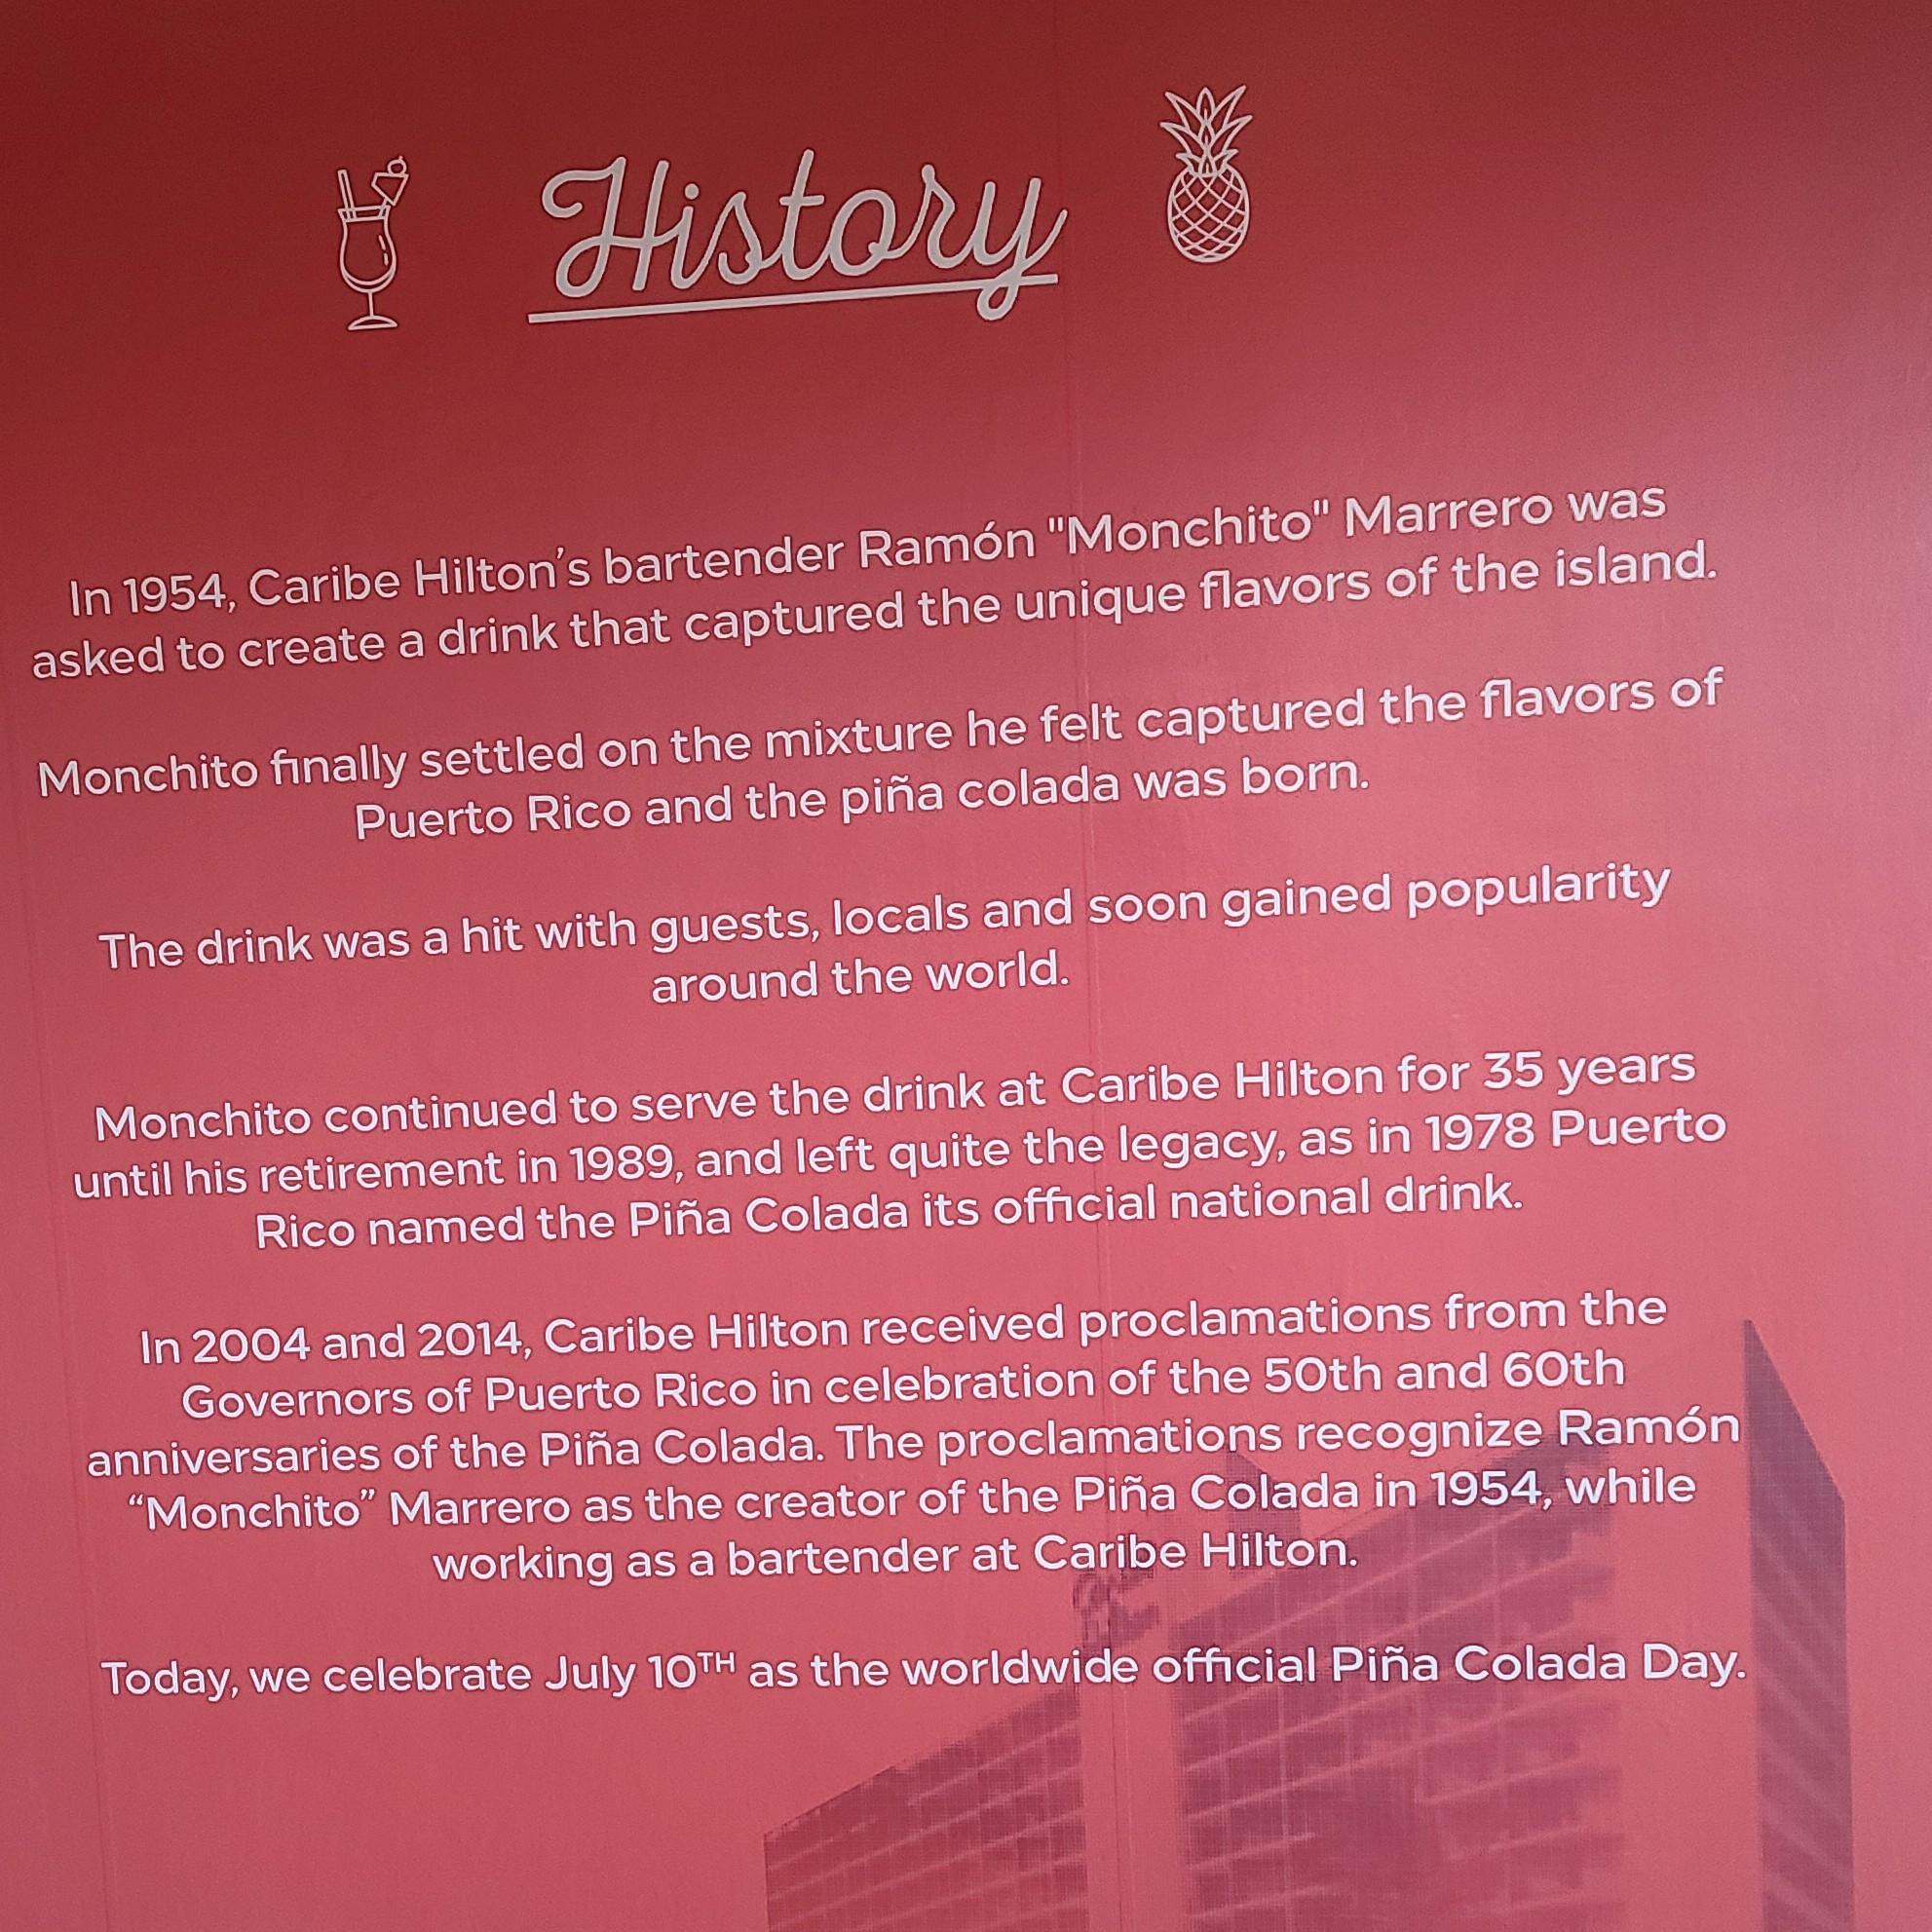 History
In 1954, Caribe Hilton's bartender Ramón "Monchito" Marrero was
asked to create a drink that captured the unique flavors of the island.
Monchito finally settled on the mixture he felt captured the flavors of
Puerto Rico and the piña colada was born.
The drink was a hit with guests, locals and soon gained popularity
around the world.
Monchito continued to serve the drink at Caribe Hilton for 35 years
until his retirement in 1989, and left quite the legacy, as in 1978 Puerto
Rico named the Piña Colada its official national drink.
In 2004 and 2014, Caribe Hilton received proclamations from the
Governors of Puerto Rico in celebration of the 50th and 60th
anniversaries of the Piña Colada. The proclamations recognize Ramón
“Monchito” Marrero as the creator of the Piña Colada in 1954, while
working as a bartender at Caribe Hilton.
Today, we celebrate July 10TH as the worldwide official Piña Colada Day.